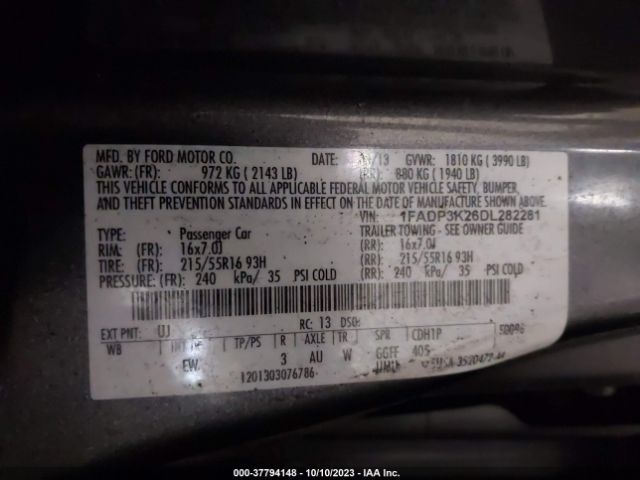 MFD. BY FORD MOTOR CO. DATE: /13 GVWR: 1810 KG ( 3990 LB)
GAWR: (FR): 972 KG ( 2143 LB) (RR): 880 KG ( 1940 LB)
THIS VEHICLE CONFORMS TO ALL APPLICABLE FEDERAL MOTOR VEHICLE SAFETY, BUMPER,
AND THEFT PREVENTION STANDARDS IN EFFECT ON THE DATE OF MANUFACTURE SHOWN ABOVE.
VIN: 1FADP3K26DL282281
TYPE: Passenger Car TRAILER TOWING - SEE OWNER GUIDE
RIM: (FR): 16x7.0J (RR): 16x7.0J
TIRE: (FR): 215/55R16 93H (RR): 215/55R16 93H
PRESSURE: (FR): 240 kPa/ 35 PSI COLD (RR): 240 kPa/ 35 PSI COLD
EXT PNT: UJ RC: 13 DSO:
WB TP/PS R AXLE TR SPR CDH1P
EW 3 AU W GGFF 405
1201303076786
000-37794148 - 10/10/2023 - IAA Inc.